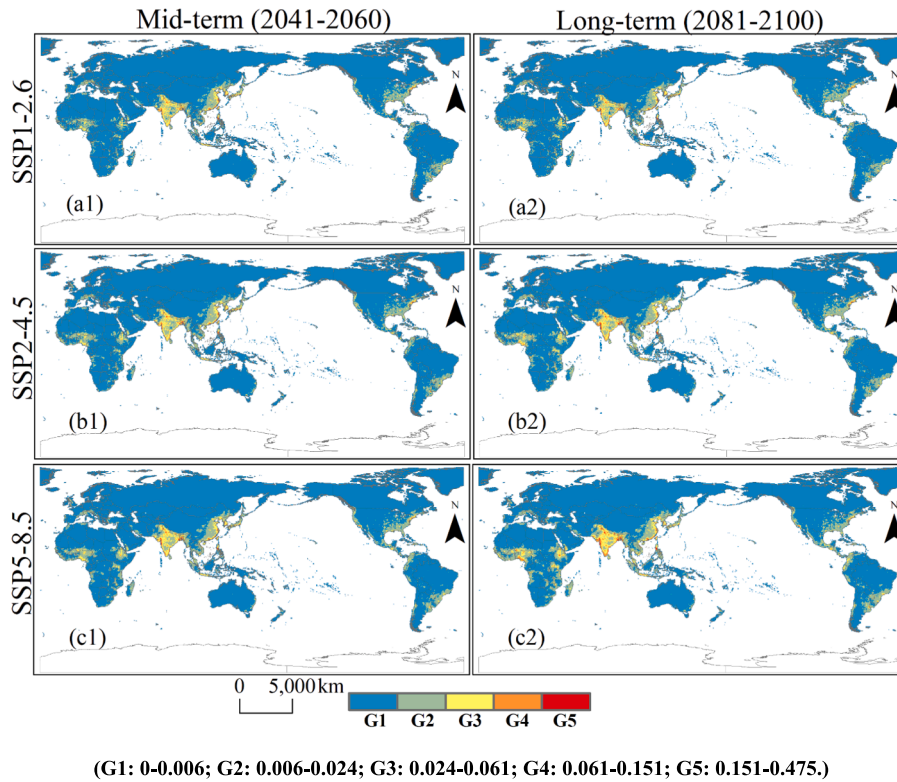 Mid-term (2041-2060)
Long-term (2081-2100)
SSP1-2.6
N
(a1)
N
(a2)
SSP2-4.5
N
(b1)
N
(b2)
SSP5-8.5
N
(c1)
N
(c2)
0 5,000 km
G1 G2 G3 G4 G5
(G1: 0-0.006; G2: 0.006-0.024; G3: 0.024-0.061; G4: 0.061-0.151; G5: 0.151-0.475.)